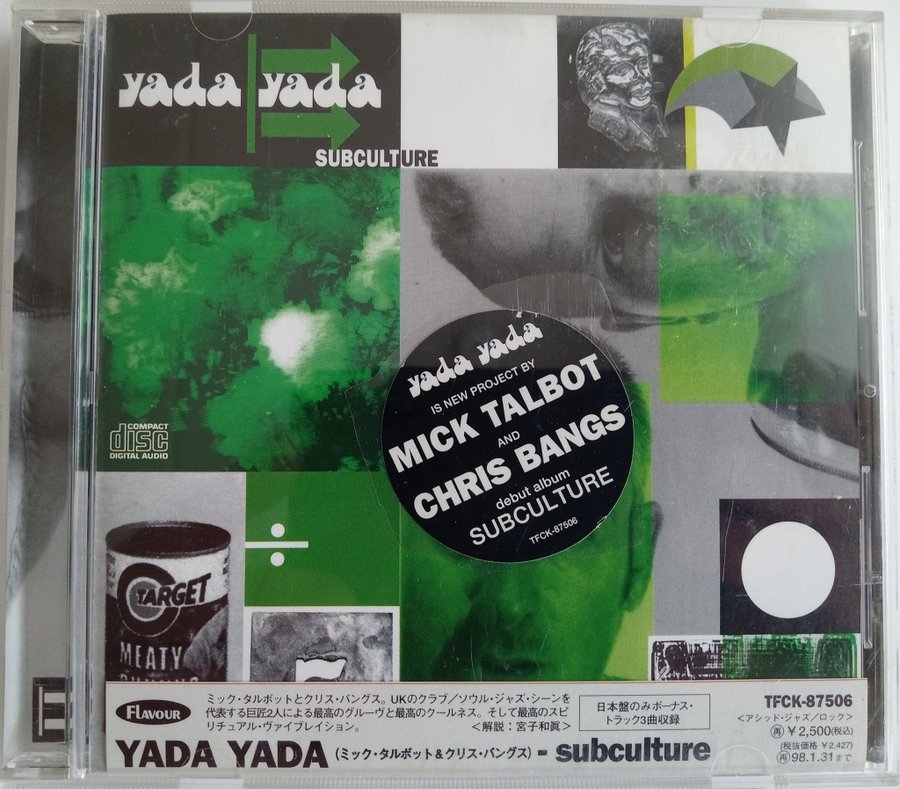 yada yada
SUBCULTURE
COMPACT
disc
DIGITAL AUDIO
yada yada
IS NEW PROJECT BY
MICK TALBOT
AND
CHRIS BANGS
debut album
SUBCULTURE
TFCK-87506
TARGET
MEATY
FLAVOUR
ミック・タルボットとクリス・バングス。UKのクラブ/ソウル・ジャズ・シーンを
代表する巨匠2人による最高のグルーヴと最高のクールネス。そして最高のスピ
リチュアル・ヴァイブレイション。 <解説:宮子和眞>
日本盤のみボーナス・
トラック3曲収録
TFCK-87506
<アシッド・ジャズ/ロック>
再 ¥2,500(税込)
(税抜価格 ¥2,427)
再 98.1.31まで
YADA YADA (ミック・タルボット&クリス・バングス) = subculture